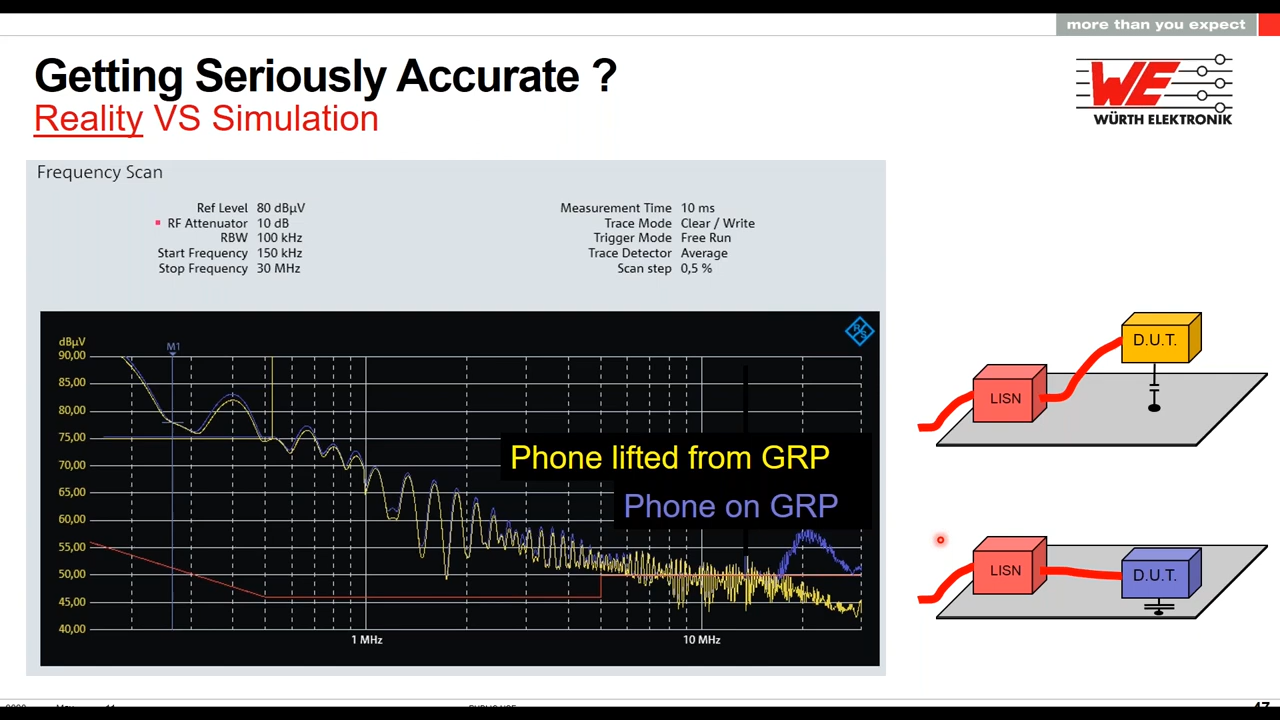 more than you expect
Getting Seriously Accurate ?
Reality VS Simulation
WE
WÜRTH ELEKTRONIK
Frequency Scan
Ref Level 80 dBµV
RF Attenuator 10 dB
RBW 100 kHz
Start Frequency 150 kHz
Stop Frequency 30 MHz
Measurement Time 10 ms
Trace Mode Clear / Write
Trigger Mode Free Run
Trace Detector Average
Scan step 0,5 %
dBµV
M1
R&S
90,00
85,00
80,00
75,00
70,00
65,00
60,00
55,00
50,00
45,00
40,00
1 MHz
10 MHz
Phone lifted from GRP
Phone on GRP
D.U.T.
LISN
LISN
D.U.T.